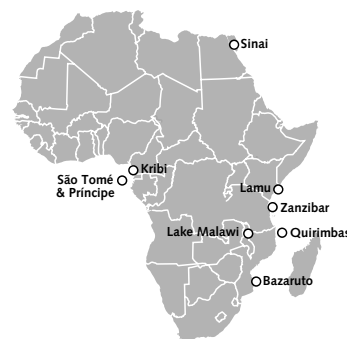 Sinai
Kribi
São Tomé
& Príncipe
Lamu
Zanzibar
Lake Malawi
Quirimbas
Bazaruto